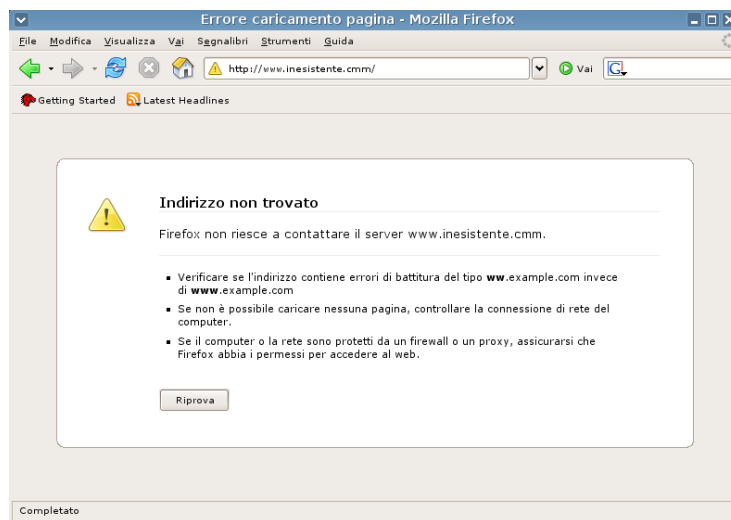 Errore caricamento pagina - Mozilla Firefox
File Modifica Visualizza Vai Segnalibri Strumenti Guida
http://www.inesistente.cmm/ Vai G
Getting Started Latest Headlines
Indirizzo non trovato
Firefox non riesce a contattare il server www.inesistente.cmm.
Verificare se l'indirizzo contiene errori di battitura del tipo ww.example.com invece
di www.example.com
Se non è possibile caricare nessuna pagina, controllare la connessione di rete del
computer.
Se il computer o la rete sono protetti da un firewall o un proxy, assicurarsi che
Firefox abbia i permessi per accedere al web.
Riprova
Completato